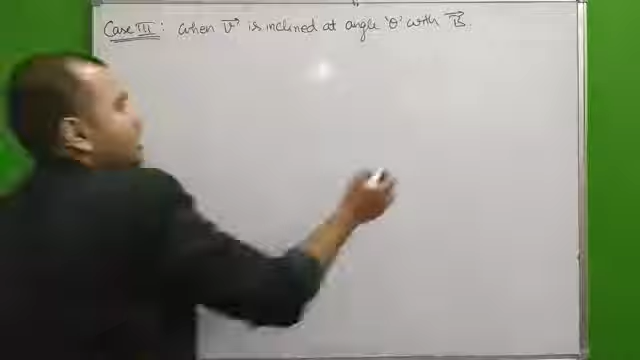 Case III : when v⃗ is inclined at angle 'θ' with B⃗.